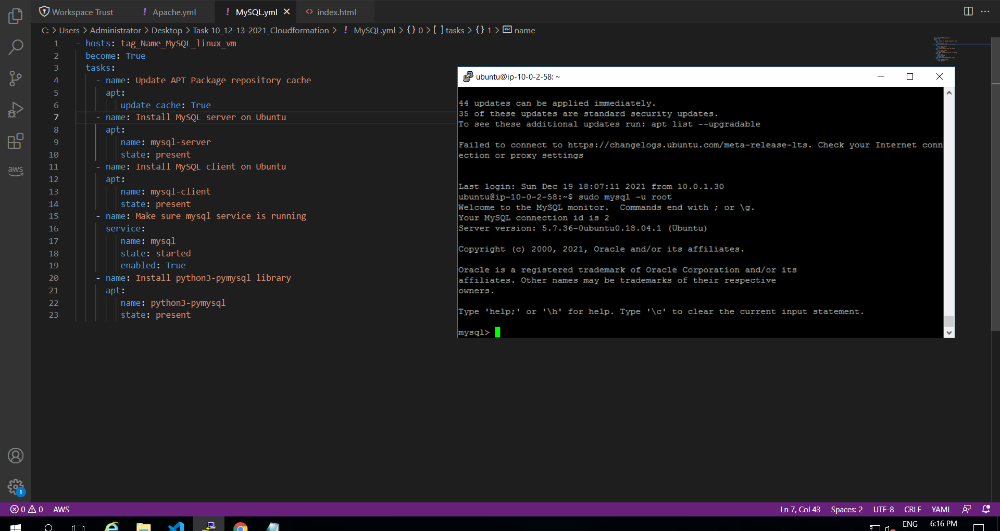 Workspace Trust
! Apache.yml
! MySQL.yml
<> index.html
C: > Users > Administrator > Desktop > Task 10_12-13-2021_Cloudformation > ! MySQL.yml > {} 0 > [ ] tasks > {} 1 > abc name
1 - hosts: tag_Name_MySQL_linux_vm
2 become: True
3 tasks:
4 - name: Update APT Package repository cache
5 apt:
6 update_cache: True
7 - name: Install MySQL server on Ubuntu
8 apt:
9 name: mysql-server
10 state: present
11 - name: Install MySQL client on Ubuntu
12 apt:
13 name: mysql-client
14 state: present
15 - name: Make sure mysql service is running
16 service:
17 name: mysql
18 state: started
19 enabled: True
20 - name: Install python3-pymysql library
21 apt:
22 name: python3-pymysql
23 state: present
aws
1
ubuntu@ip-10-0-2-58: ~
44 updates can be applied immediately.
35 of these updates are standard security updates.
To see these additional updates run: apt list --upgradable
Failed to connect to https://changelogs.ubuntu.com/meta-release-lts. Check your Internet conn
ection or proxy settings
Last login: Sun Dec 19 18:07:11 2021 from 10.0.1.30
ubuntu@ip-10-0-2-58:~$ sudo mysql -u root
Welcome to the MySQL monitor.  Commands end with ; or \g.
Your MySQL connection id is 2
Server version: 5.7.36-0ubuntu0.18.04.1 (Ubuntu)
Copyright (c) 2000, 2021, Oracle and/or its affiliates.
Oracle is a registered trademark of Oracle Corporation and/or its
affiliates. Other names may be trademarks of their respective
owners.
Type 'help;' or '\h' for help. Type '\c' to clear the current input statement.
mysql>
0 0 AWS
Ln 7, Col 43 Spaces: 2 UTF-8 CRLF YAML
ENG 6:16 PM